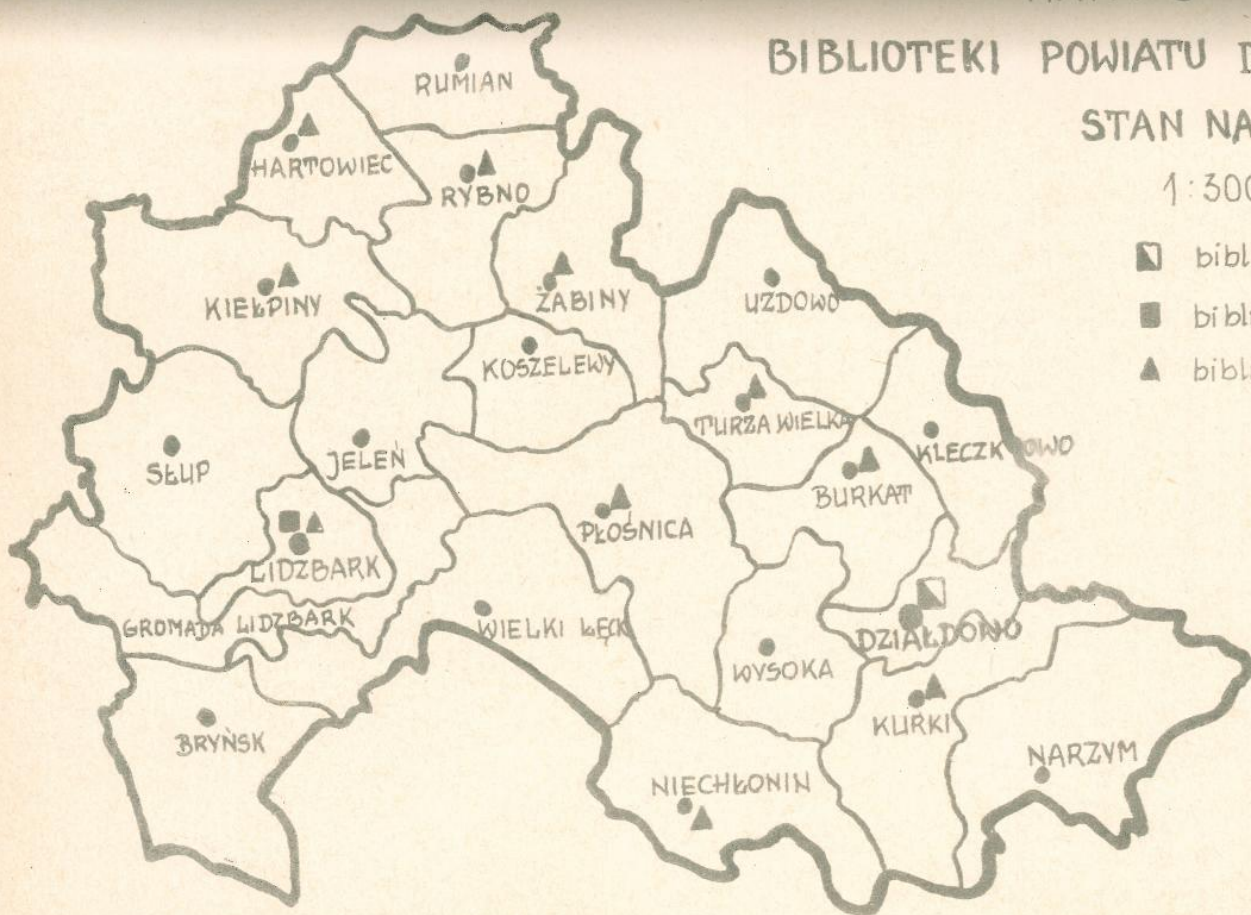 BIBLIOTEKI POWIATU
STAN NA
1:300
bibl
bibl
bibl
RUMIAN
HARTOWIEC
RYBNO
KIEŁPINY
ŻABINY
UZDOWO
KOSZELEWY
TURZA WIELKA
KLECZKOWO
SŁUP
JELEŃ
BURKAT
PŁOŚNICA
LIDZBARK
GROMADA LIDZBARK
WIELKI ŁĘCK
DZIAŁDOWO
WYSOKA
KURKI
BRYŃSK
NARZYM
NIECHŁONIN